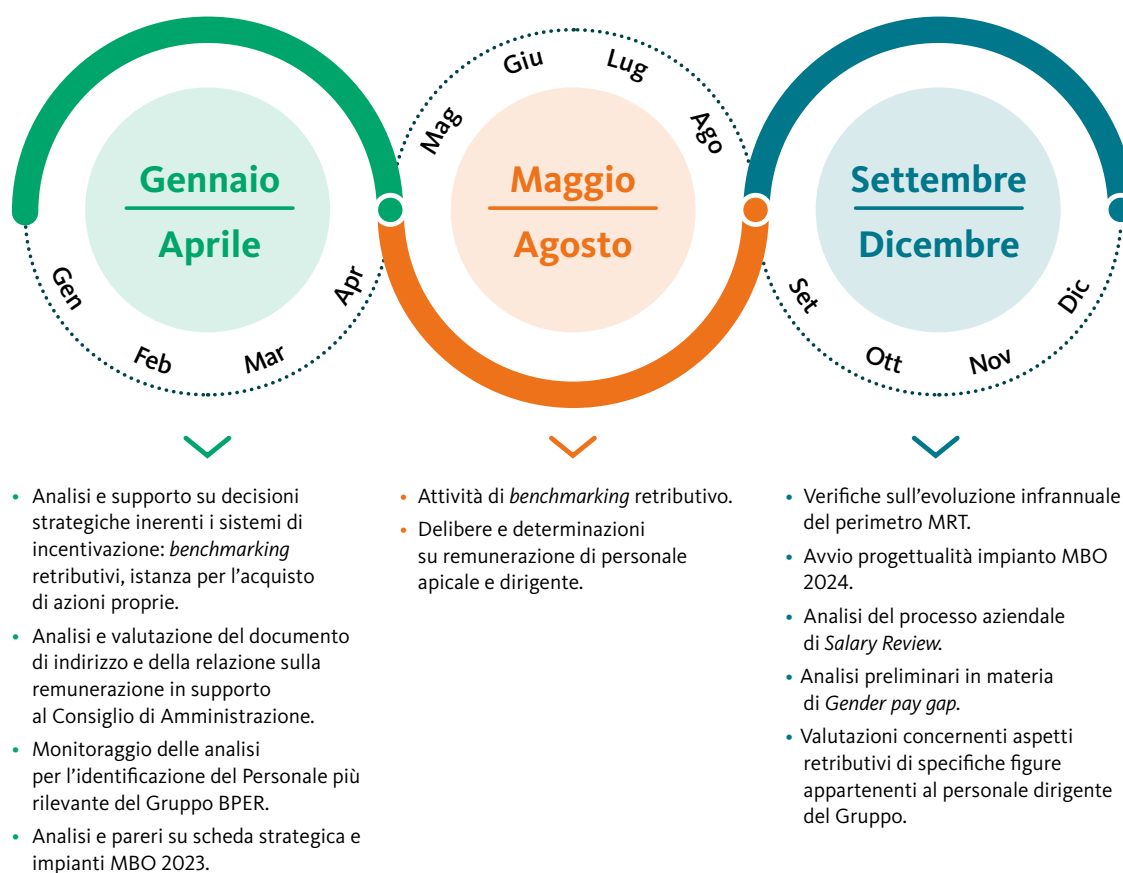 Gennaio
Aprile
Gen
Feb
Mar
Apr
Maggio
Agosto
Mag
Giu
Lug
Ago
Settembre
Dicembre
Set
Ott
Nov
Dic
• Analisi e supporto su decisioni
strategiche inerenti i sistemi di
incentivazione: benchmarking
retributivi, istanza per l’acquisto
di azioni proprie.
• Analisi e valutazione del documento
di indirizzo e della relazione sulla
remunerazione in supporto
al Consiglio di Amministrazione.
• Monitoraggio delle analisi
per l’identificazione del Personale più
rilevante del Gruppo BPER.
• Analisi e pareri su scheda strategica e
impianti MBO 2023.
• Attività di benchmarking retributivo.
• Delibere e determinazioni
su remunerazione di personale
apicale e dirigente.
• Verifiche sull’evoluzione infrannuale
del perimetro MRT.
• Avvio progettualità impianto MBO
2024.
• Analisi del processo aziendale
di Salary Review.
• Analisi preliminari in materia
di Gender pay gap.
• Valutazioni concernenti aspetti
retributivi di specifiche figure
appartenenti al personale dirigente
del Gruppo.